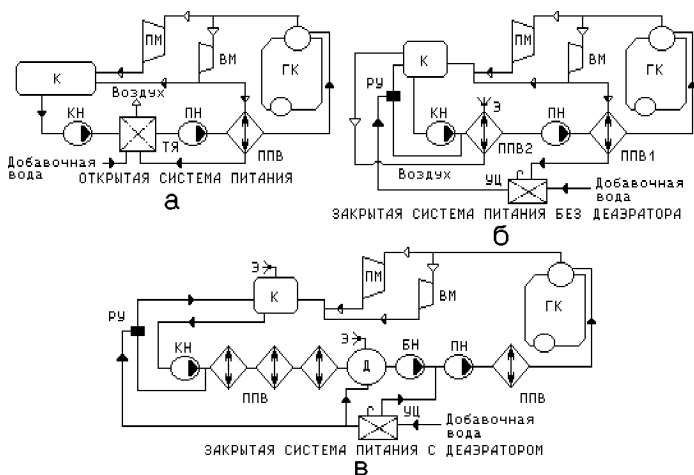 ПМ
ВМ
ГК
К
Воздух
КН
ПН
ТЯ
ППВ
Добавочная
вода
ОТКРЫТАЯ СИСТЕМА ПИТАНИЯ
а
К
ПМ
ВМ
ГК
РУ
КН
Э
ПН
ППВ2
ППВ1
Воздух
УЦ
Добавочная
вода
ЗАКРЫТАЯ СИСТЕМА ПИТАНИЯ БЕЗ ДЕАЭРАТОРА
б
Э
К
ПМ
ВМ
ГК
РУ
КН
Э
БН
ПН
Д
ППВ
ППВ
УЦ
Добавочная
вода
ЗАКРЫТАЯ СИСТЕМА ПИТАНИЯ С ДЕАЭРАТОРОМ
в